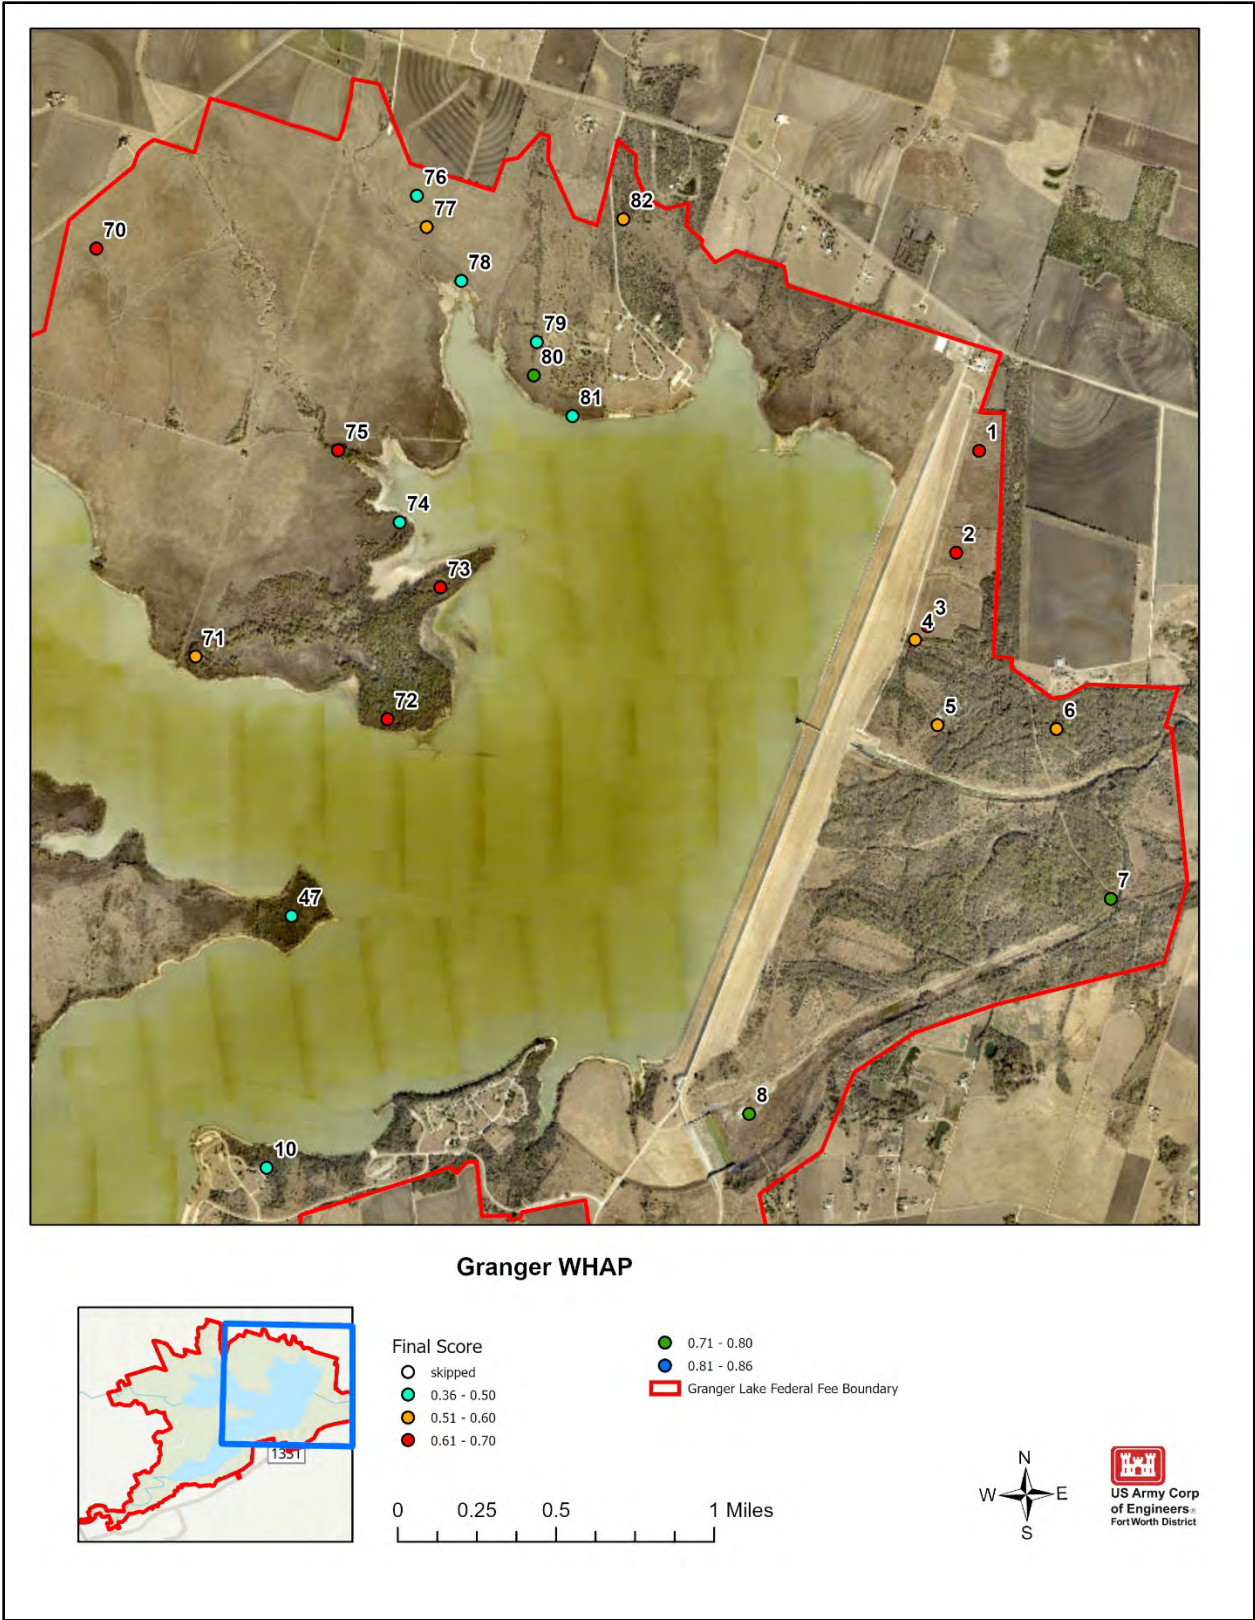 76
77
82
70
78
79
80
81
75
1
74
2
73
3
4
71
72
5
6
47
7
8
10
Granger WHAP
Final Score
skipped
0.36 - 0.50
0.51 - 0.60
0.61 - 0.70
0.71 - 0.80
0.81 - 0.86
Granger Lake Federal Fee Boundary
1331
0 0.25 0.5 1 Miles
N
W E
S
US Army Corp
of Engineers®
Fort Worth District